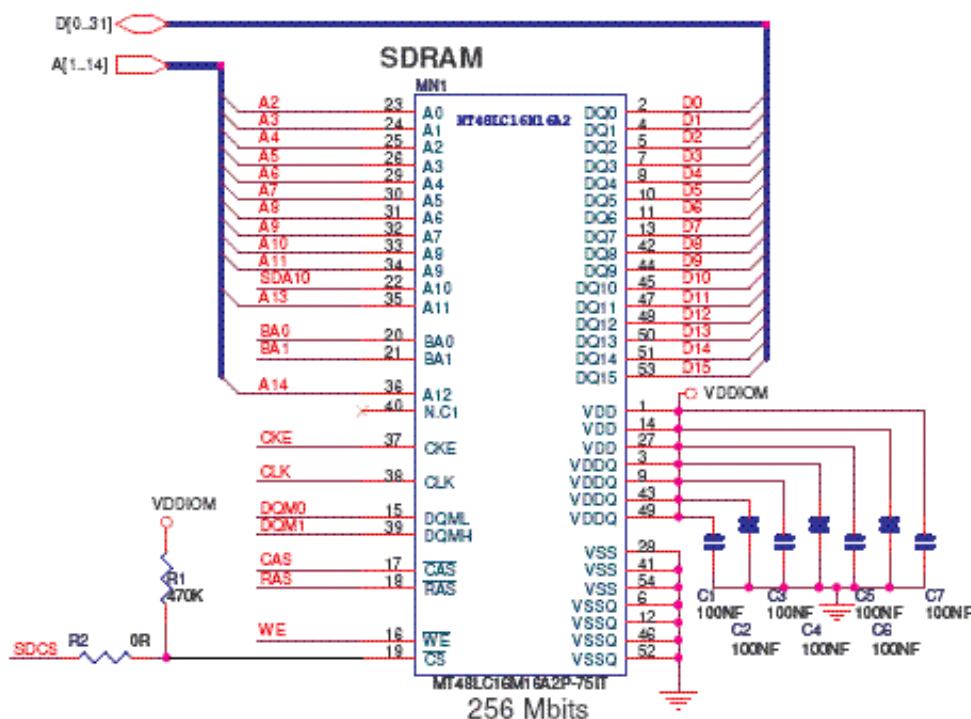 D[0..31]
A[1..14]
SDRAM
MN1
MT48LC16M16A2
A2 23 A0 DQ0 2 D0
A3 24 A1 DQ1 4 D1
A4 25 A2 DQ2 5 D2
A5 26 A3 DQ3 7 D3
A6 29 A4 DQ4 8 D4
A7 30 A5 DQ5 10 D5
A8 31 A6 DQ6 11 D6
A9 32 A7 DQ7 13 D7
A10 33 A8 DQ8 42 D8
A11 34 A9 DQ9 44 D9
SDA10 22 A10 DQ10 45 D10
A13 35 A11 DQ11 47 D11
DQ12 48 D12
BA0 20 BA0 DQ13 50 D13
BA1 21 BA1 DQ14 51 D14
DQ15 53 D15
A14 36 A12
VDDIOM
40 N.C1 VDD 1
VDD 14
CKE 37 CKE VDD 27
VDDQ 3
CLK 38 CLK VDDQ 9
VDDQ 43
DQM0 15 DQML VDDQ 49
DQM1 39 DQMH
VDDIOM
VSS 28
CAS 17 CAS VSS 41
RAS 18 RAS VSS 54
VSSQ 6
VSSQ 12
WE 16 WE VSSQ 46
19 CS VSSQ 52
R1
470K
SDCS R2 0R
C1 C3 C5 C7
100NF 100NF 100NF 100NF
C2 C4 C6
100NF 100NF 100NF
MT48LC16M16A2P-75IT
256 Mbits